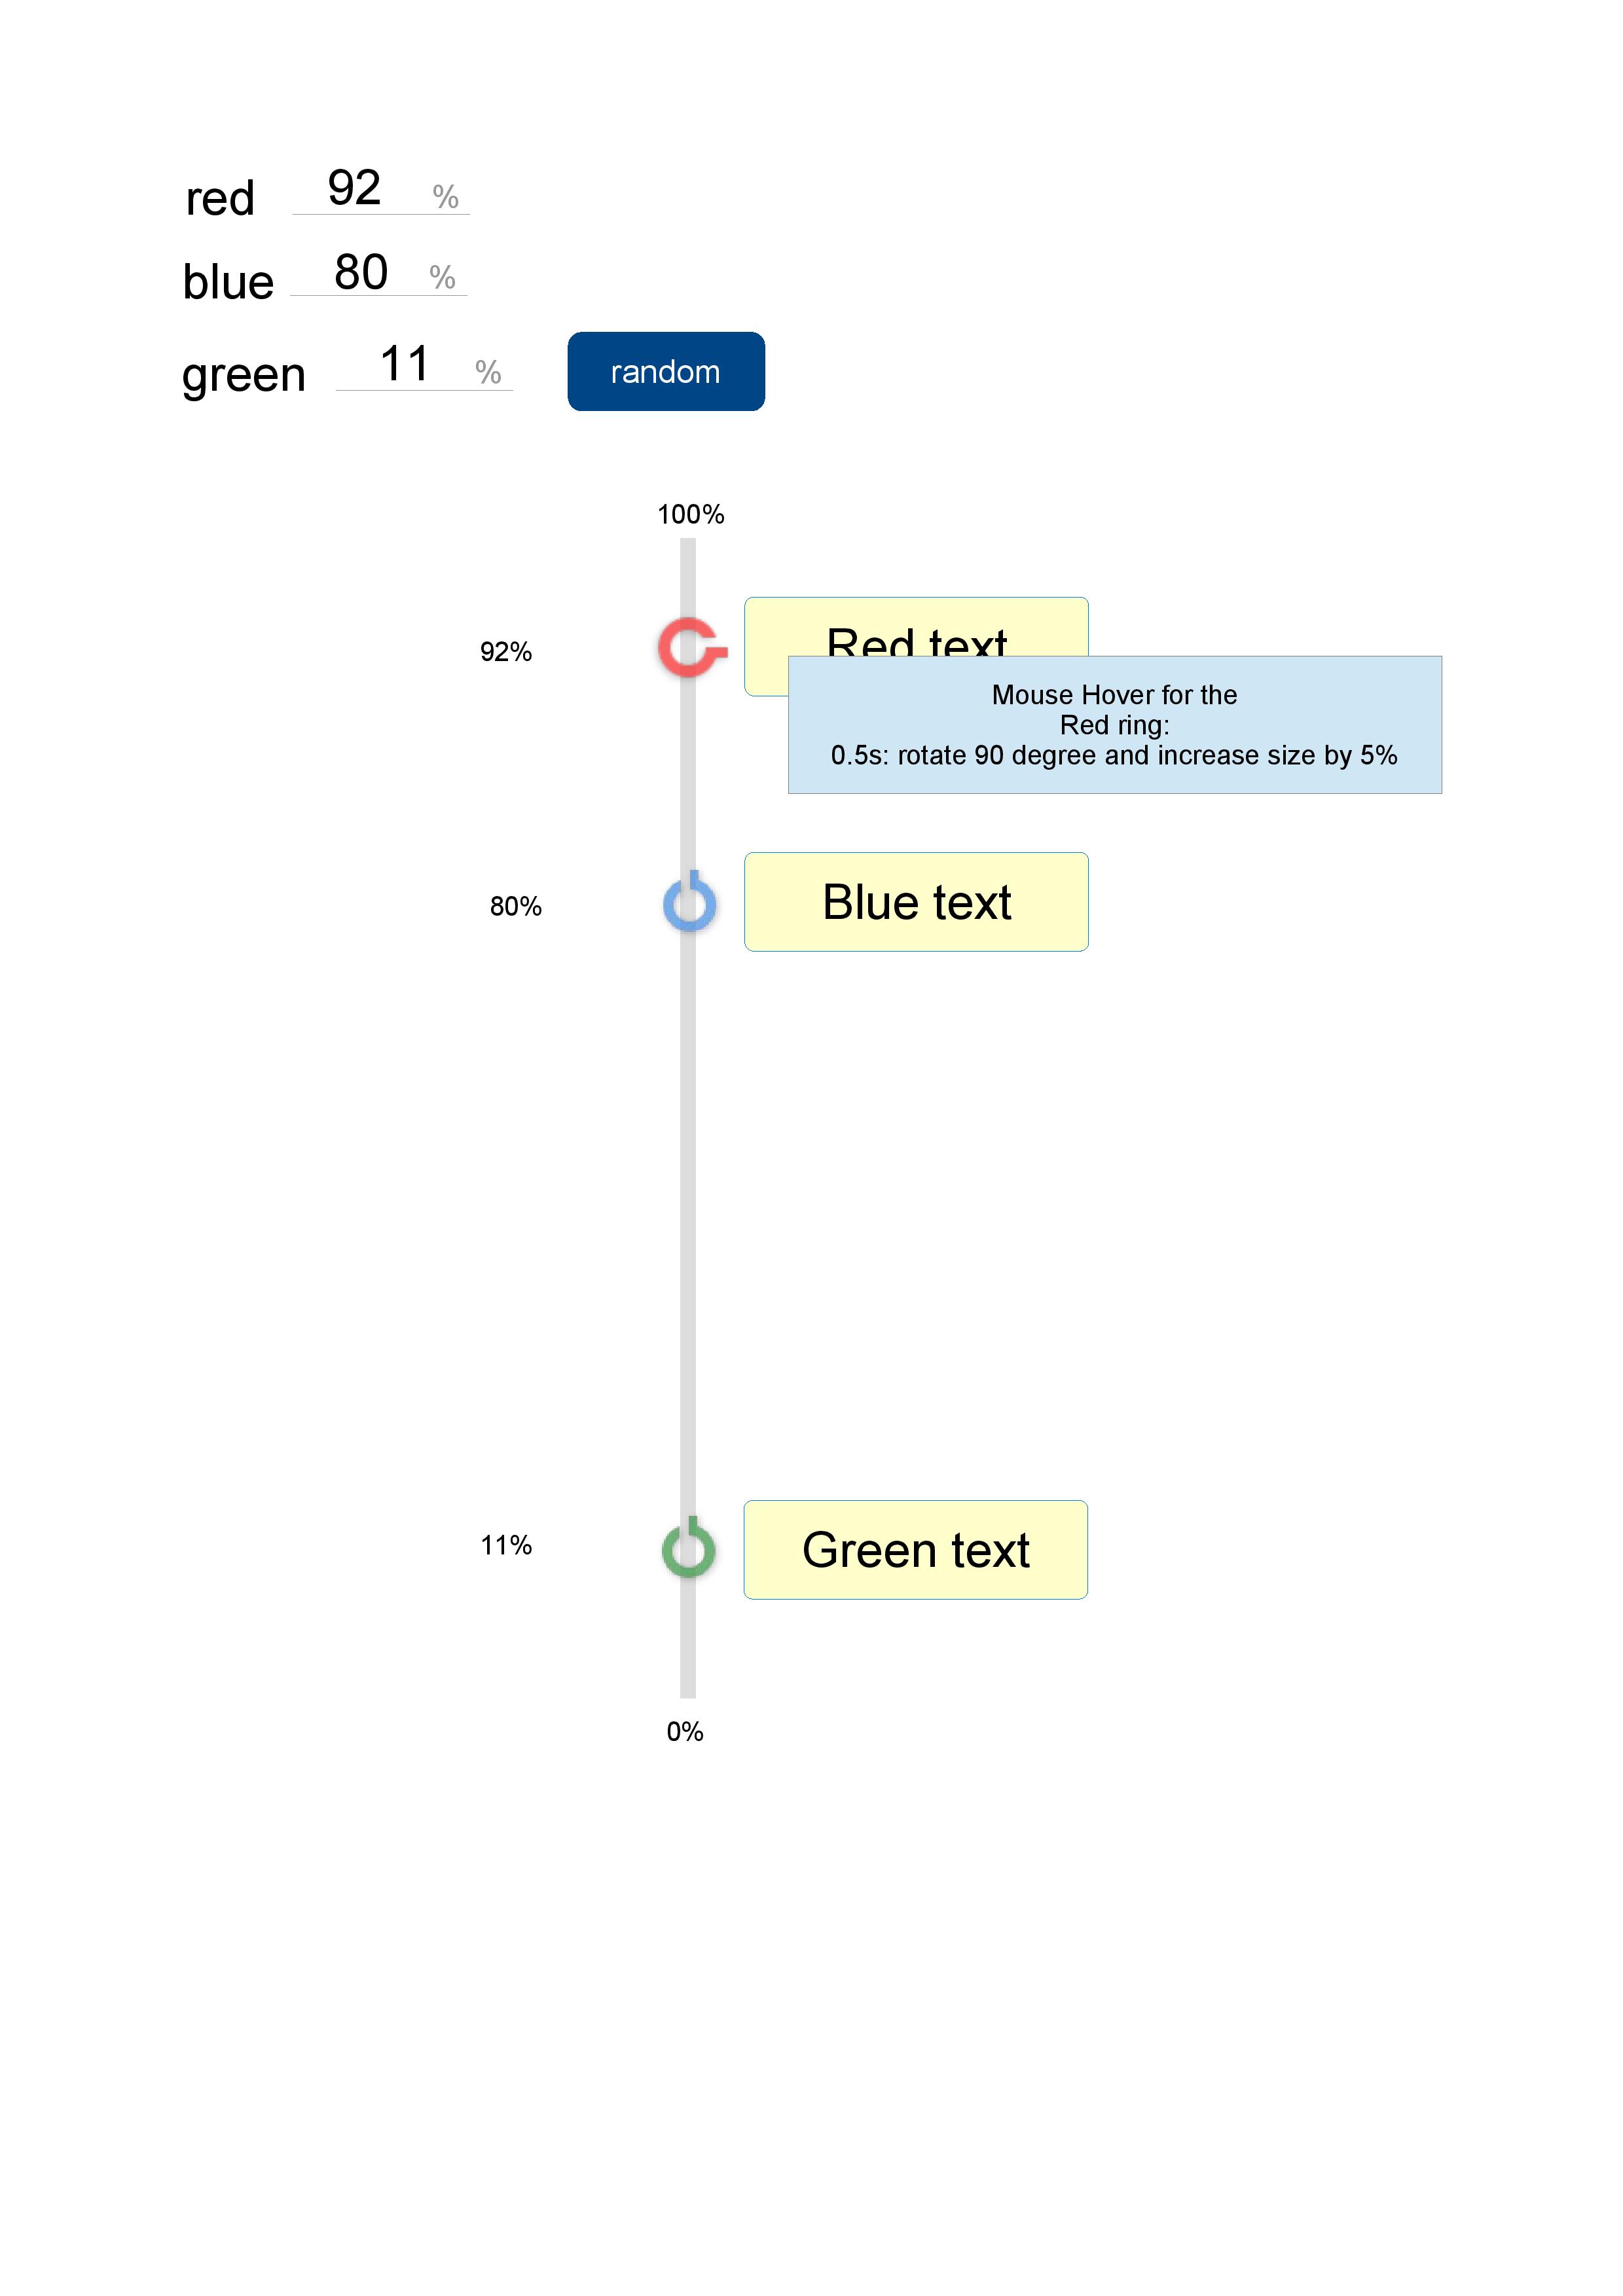 red 92 %
blue 80 %
green 11 %
random
100%
92%
Red text
Mouse Hover for the
Red ring:
0.5s: rotate 90 degree and increase size by 5%
80%
Blue text
11%
Green text
0%